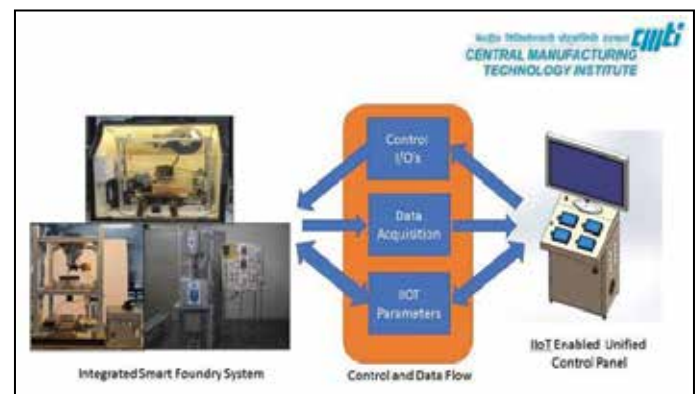 cmti
CENTRAL MANUFACTURING
TECHNOLOGY INSTITUTE
Control
I/O's
Data
Acquisition
IIOT
Parameters
Integrated Smart Foundry System
Control and Data Flow
IIoT Enabled Unified
Control Panel